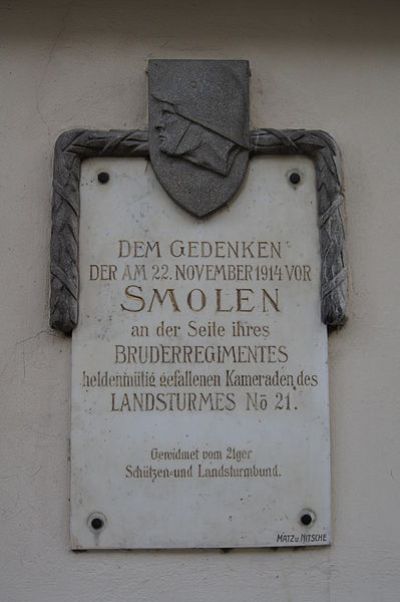 DEM GEDENKEN
DER AM 22. NOVEMBER 1914 VOR
SMOLEN
an der Seite ihres
BRUDERREGIMENTES
heldenmütig gefallenen Kameraden des
LANDSTURMES No 21.
Gewidmet vom 21ger
Schützen=und Landsturmbund.
MATZ u. NITSCHE